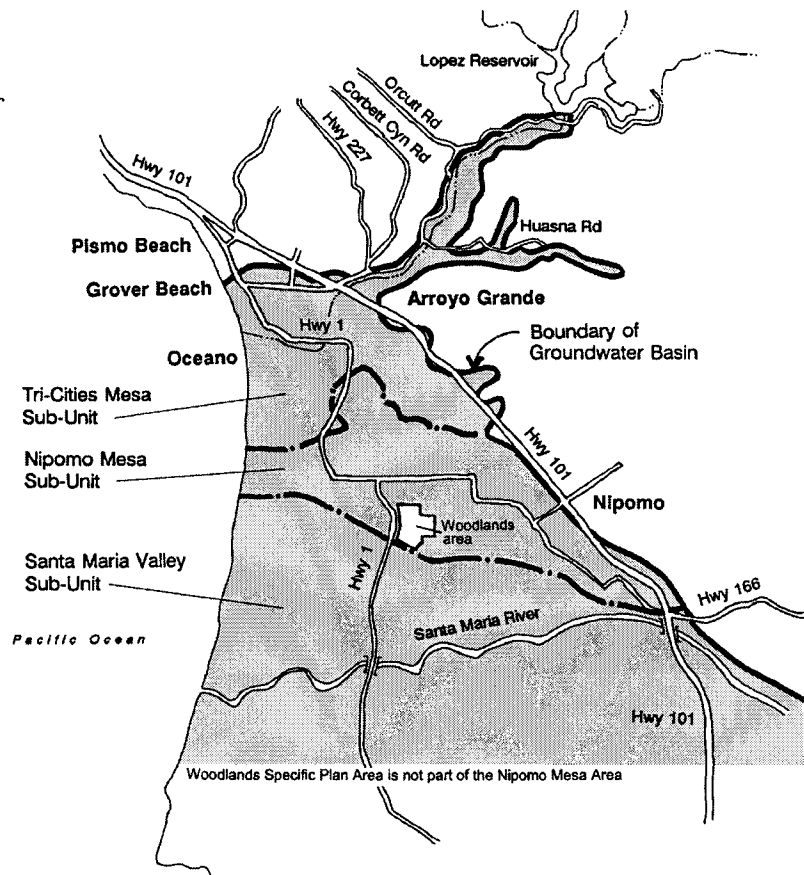 Lopez Reservoir
Orcutt Rd
Corbett Cyn Rd
Hwy 227
Hwy 101
Huasna Rd
Pismo Beach
Grover Beach
Arroyo Grande
Hwy 1
Boundary of
Groundwater Basin
Oceano
Tri-Cities Mesa
Sub-Unit
Hwy 101
Nipomo Mesa
Sub-Unit
Nipomo
Woodlands
area
Hwy 1
Santa Maria Valley
Sub-Unit
Hwy 166
Santa Maria River
Pacific Ocean
Hwy 101
Woodlands Specific Plan Area is not part of the Nipomo Mesa Area